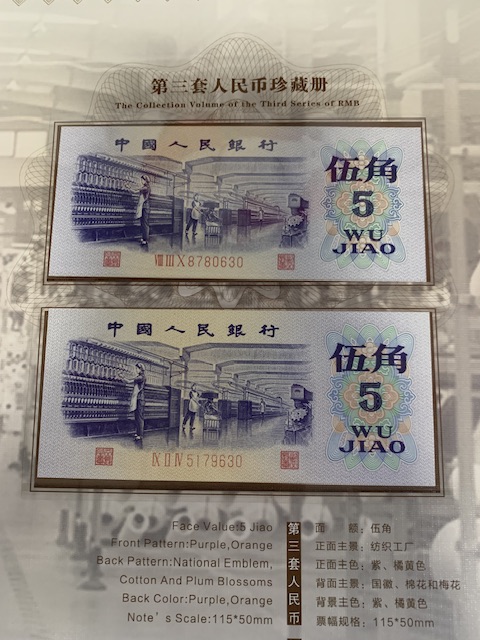 第三套人民币珍藏册
The Collection Volume of the Third Series of RMB
中國人民銀行
伍角
5
WU
JIAO
VIII III X 8780630
中國人民銀行
伍角
5
WU
JIAO
IX II IV 5179630
Face Value:5 Jiao
Front Pattern:Purple,Orange
Back Pattern:National Emblem,
Cotton And Plum Blossoms
Back Color:Purple,Orange
Note's Scale:115*50mm
第三套人民币
面 额：伍角
正面主景：纺织工厂
正面主色：紫、橘黄色
背面主景：国徽、棉花和梅花
背景主色：紫、橘黄色
票幅规格：115*50mm